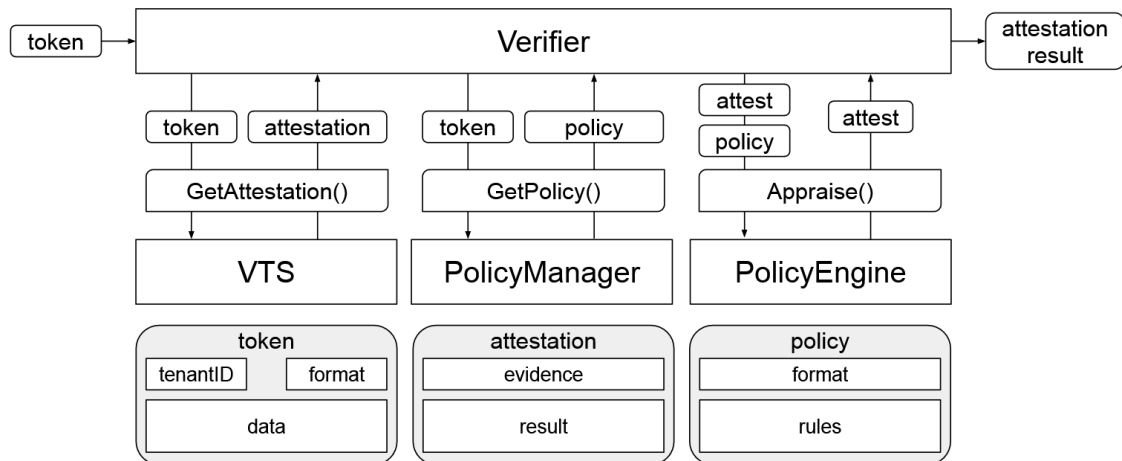 token
Verifier
attestation
result
token
attestation
token
policy
attest
policy
attest
GetAttestation()
GetPolicy()
Appraise()
VTS
PolicyManager
PolicyEngine
token
tenantID
format
data
attestation
evidence
result
policy
format
rules